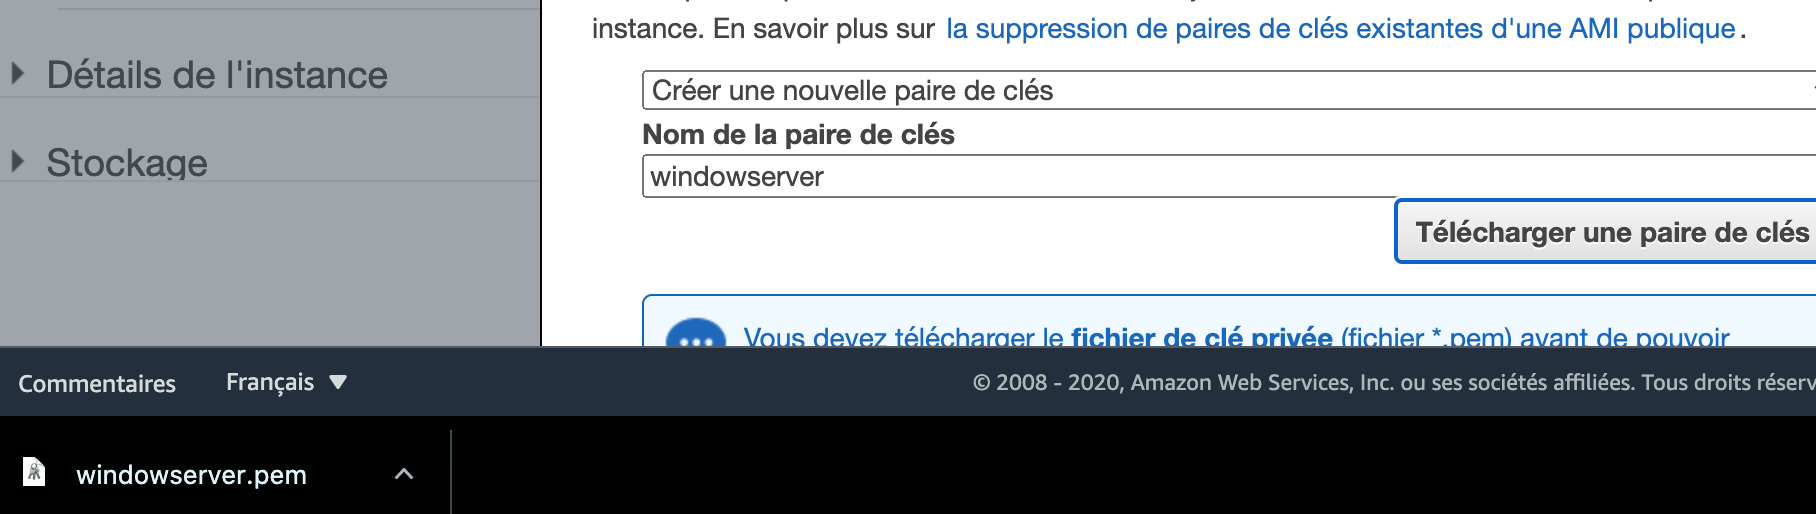 instance. En savoir plus sur la suppression de paires de clés existantes d'une AMI publique.
Détails de l'instance
Créer une nouvelle paire de clés
Nom de la paire de clés
Stockage
windowserver
Télécharger une paire de clés
Vous devez télécharger le fichier de clé privée (fichier *.pem) avant de pouvoir
Commentaires
Français
© 2008 - 2020, Amazon Web Services, Inc. ou ses sociétés affiliées. Tous droits réserv
windowserver.pem